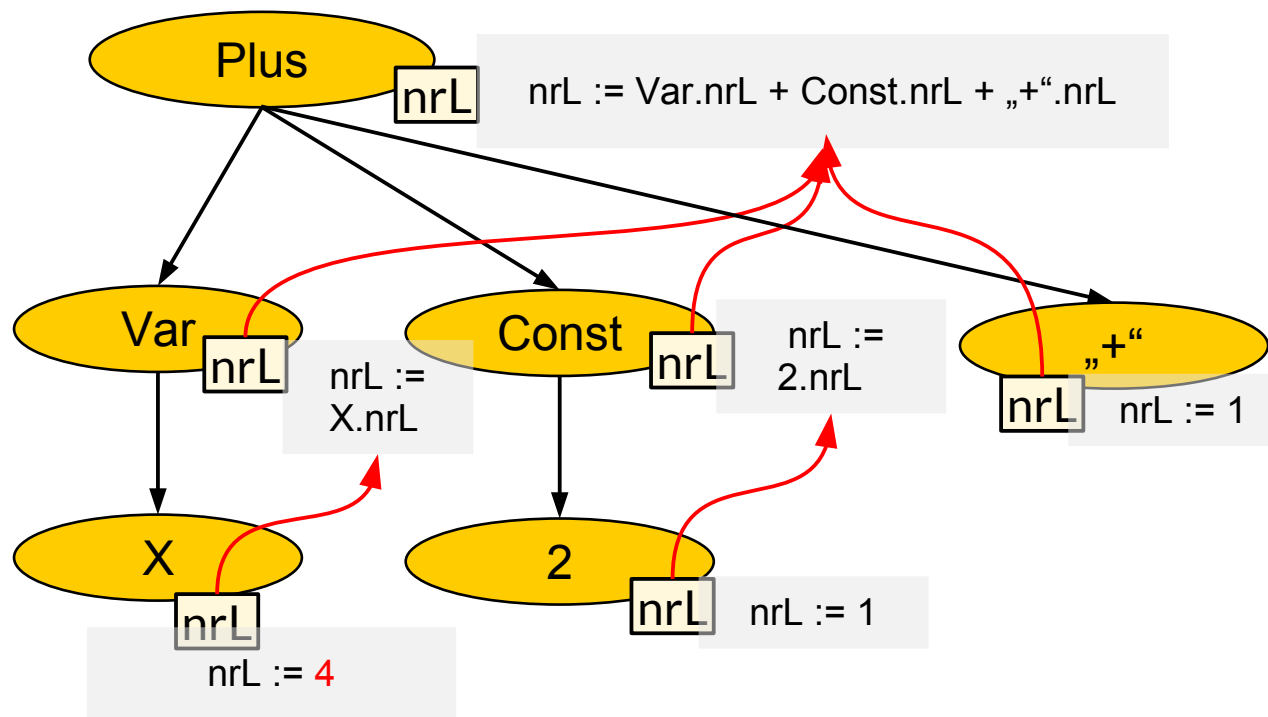 Plus
nrL
nrL := Var.nrL + Const.nrL + „+“.nrL
Var
nrL
nrL :=
X.nrL
Const
nrL
nrL :=
2.nrL
„+“
nrL
nrL := 1
X
nrL
nrL := 4
2
nrL
nrL := 1